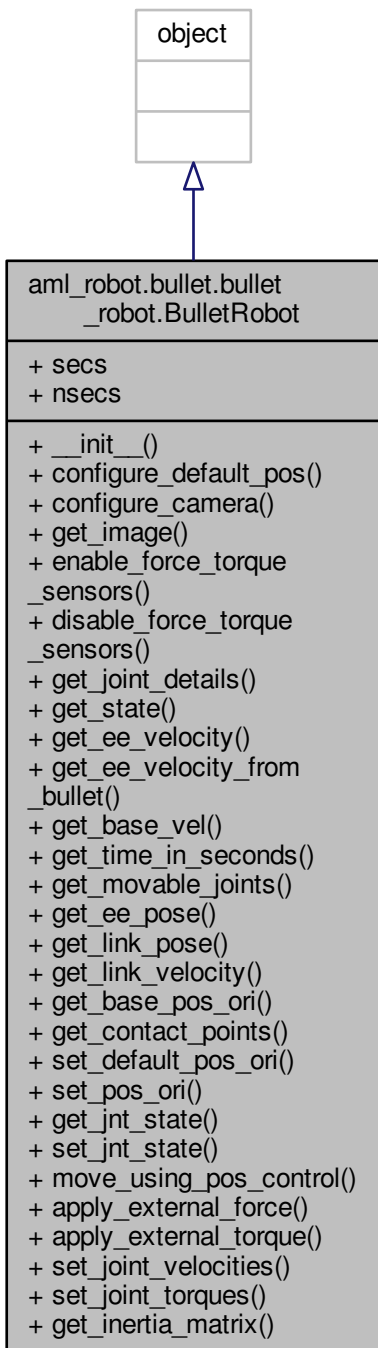 object
aml_robot.bullet.bullet
_robot.BulletRobot
+ secs
+ nsecs
+ __init__()
+ configure_default_pos()
+ configure_camera()
+ get_image()
+ enable_force_torque
_sensors()
+ disable_force_torque
_sensors()
+ get_joint_details()
+ get_state()
+ get_ee_velocity()
+ get_ee_velocity_from
_bullet()
+ get_base_vel()
+ get_time_in_seconds()
+ get_movable_joints()
+ get_ee_pose()
+ get_link_pose()
+ get_link_velocity()
+ get_base_pos_ori()
+ get_contact_points()
+ set_default_pos_ori()
+ set_pos_ori()
+ get_jnt_state()
+ set_jnt_state()
+ move_using_pos_control()
+ apply_external_force()
+ apply_external_torque()
+ set_joint_velocities()
+ set_joint_torques()
+ get_inertia_matrix()